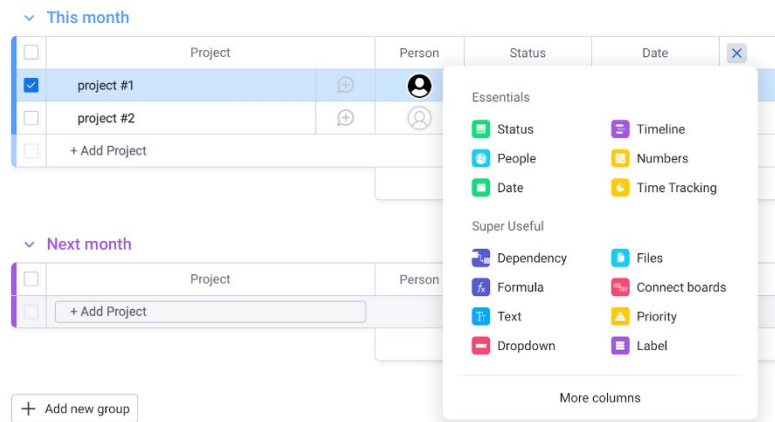 This month
Project Person Status Date
project #1
project #2
+ Add Project
Essentials
Status Timeline
People Numbers
Date Time Tracking
Super Useful
Dependency Files
Formula Connect boards
Text Priority
Dropdown Label
More columns
Next month
Project Person
+ Add Project
+ Add new group